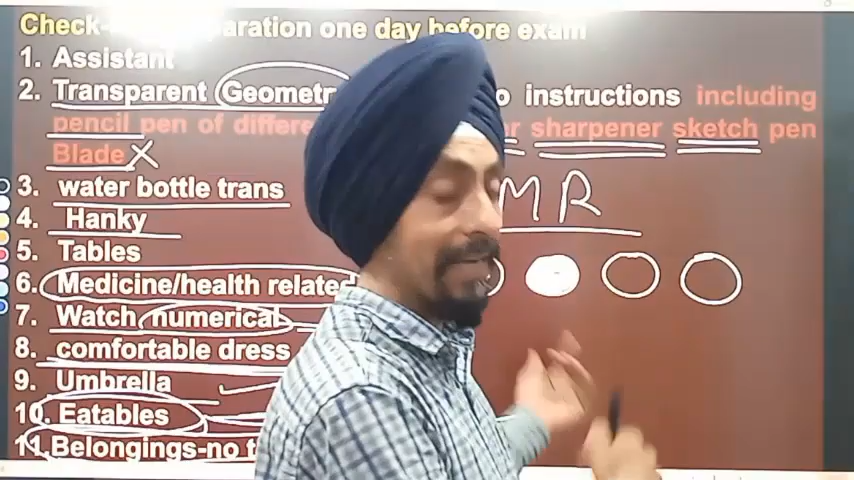 Check- paration one day before exam
1. Assistant
2. Transparent Geometr o instructions including
pencil pen of differe or sharpener sketch pen
Blade X
3. water bottle trans
MR
4. Hanky
5. Tables
6. Medicine/health related
7. Watch numerical
8. comfortable dress
9. Umbrella
10. Eatables
11. Belongings-no t